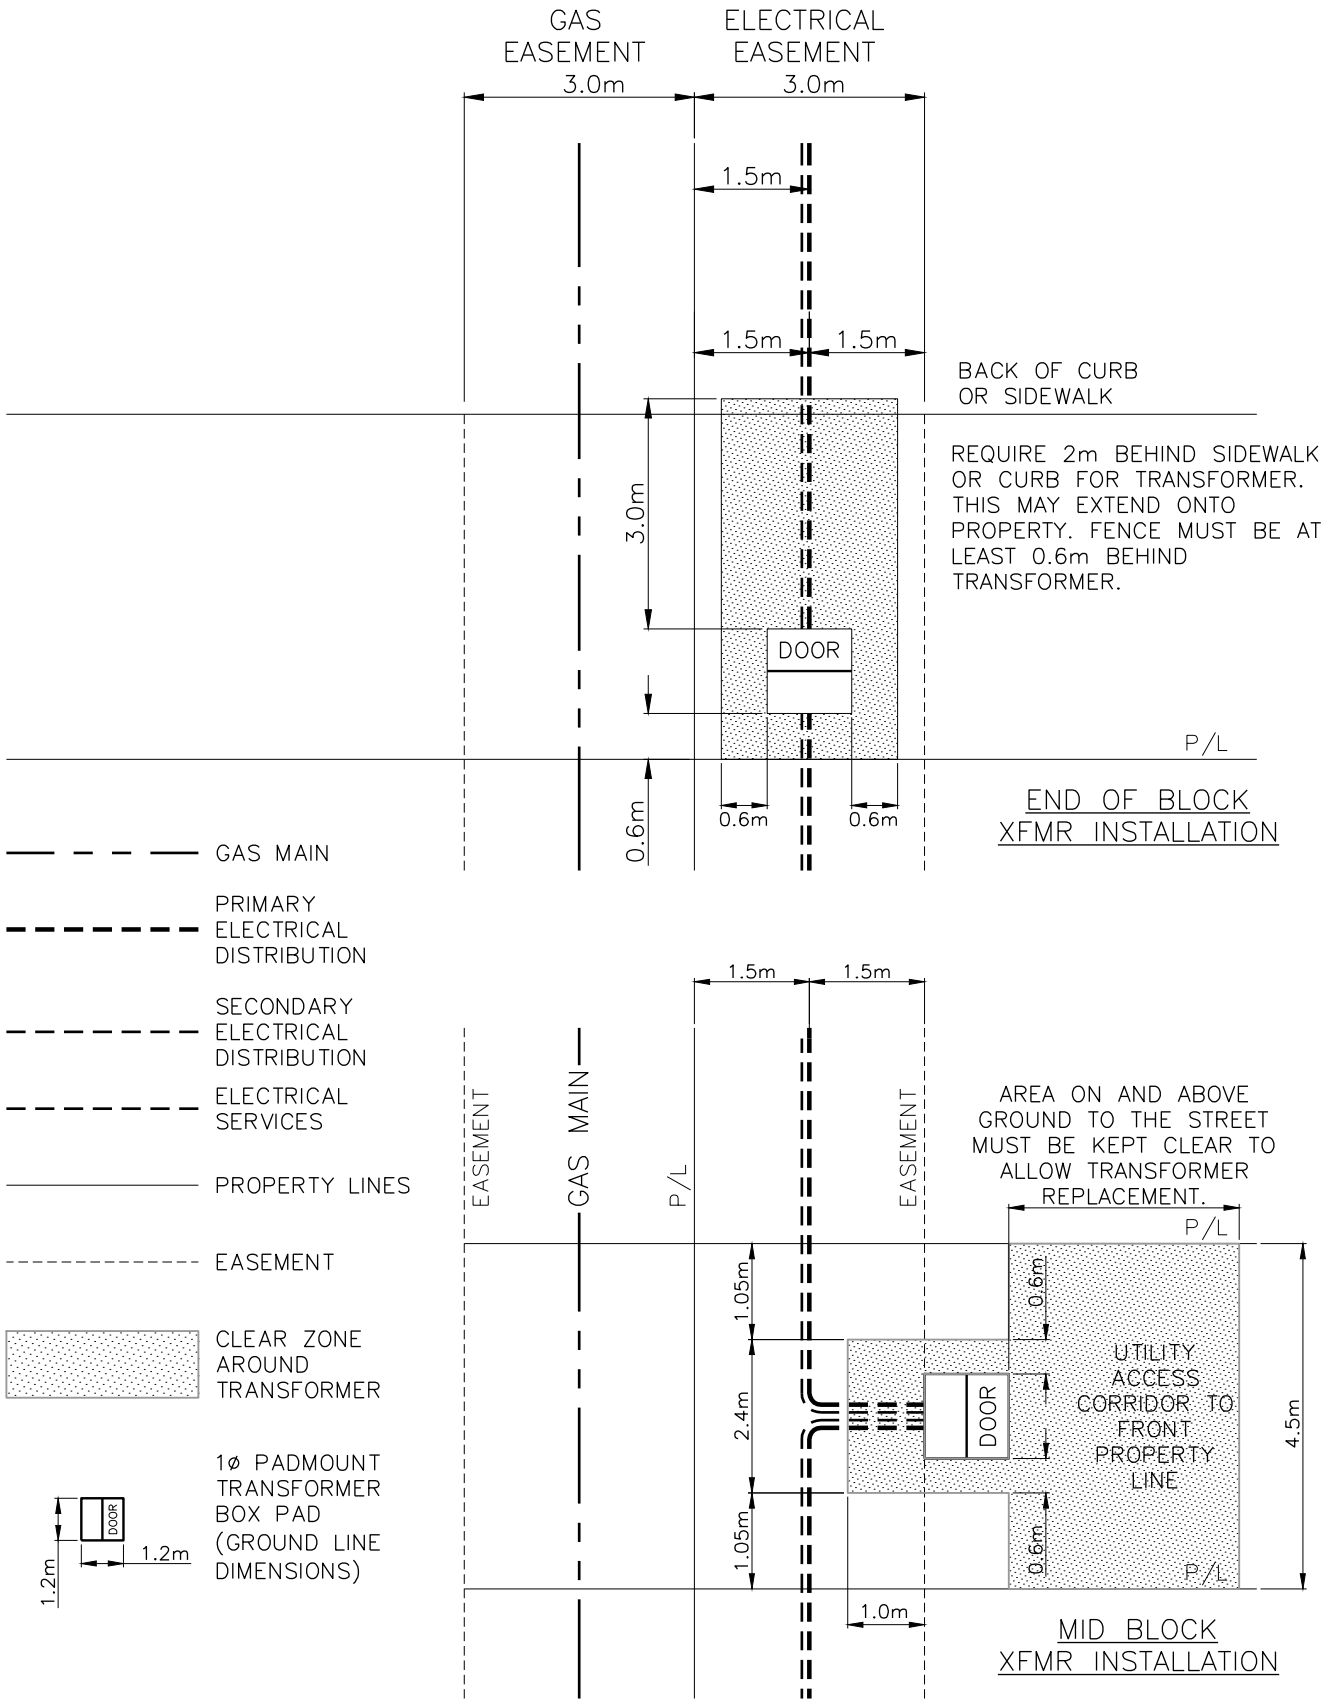 GAS
EASEMENT
3.0m
ELECTRICAL
EASEMENT
3.0m
1.5m
1.5m
1.5m
BACK OF CURB
OR SIDEWALK
REQUIRE 2m BEHIND SIDEWALK
OR CURB FOR TRANSFORMER.
THIS MAY EXTEND ONTO
PROPERTY. FENCE MUST BE AT
LEAST 0.6m BEHIND
TRANSFORMER.
3.0m
DOOR
P/L
0.6m
0.6m
0.6m
END OF BLOCK
XFMR INSTALLATION
GAS MAIN
PRIMARY
ELECTRICAL
DISTRIBUTION
SECONDARY
ELECTRICAL
DISTRIBUTION
ELECTRICAL
SERVICES
PROPERTY LINES
EASEMENT
CLEAR ZONE
AROUND
TRANSFORMER
1ø PADMOUNT
TRANSFORMER
BOX PAD
(GROUND LINE
DIMENSIONS)
DOOR
1.2m
1.2m
1.5m
1.5m
EASEMENT
GAS MAIN
P/L
EASEMENT
AREA ON AND ABOVE
GROUND TO THE STREET
MUST BE KEPT CLEAR TO
ALLOW TRANSFORMER
REPLACEMENT.
P/L
1.05m
2.4m
1.05m
0.6m
DOOR
0.6m
UTILITY
ACCESS
CORRIDOR TO
FRONT
PROPERTY
LINE
4.5m
P/L
1.0m
MID BLOCK
XFMR INSTALLATION